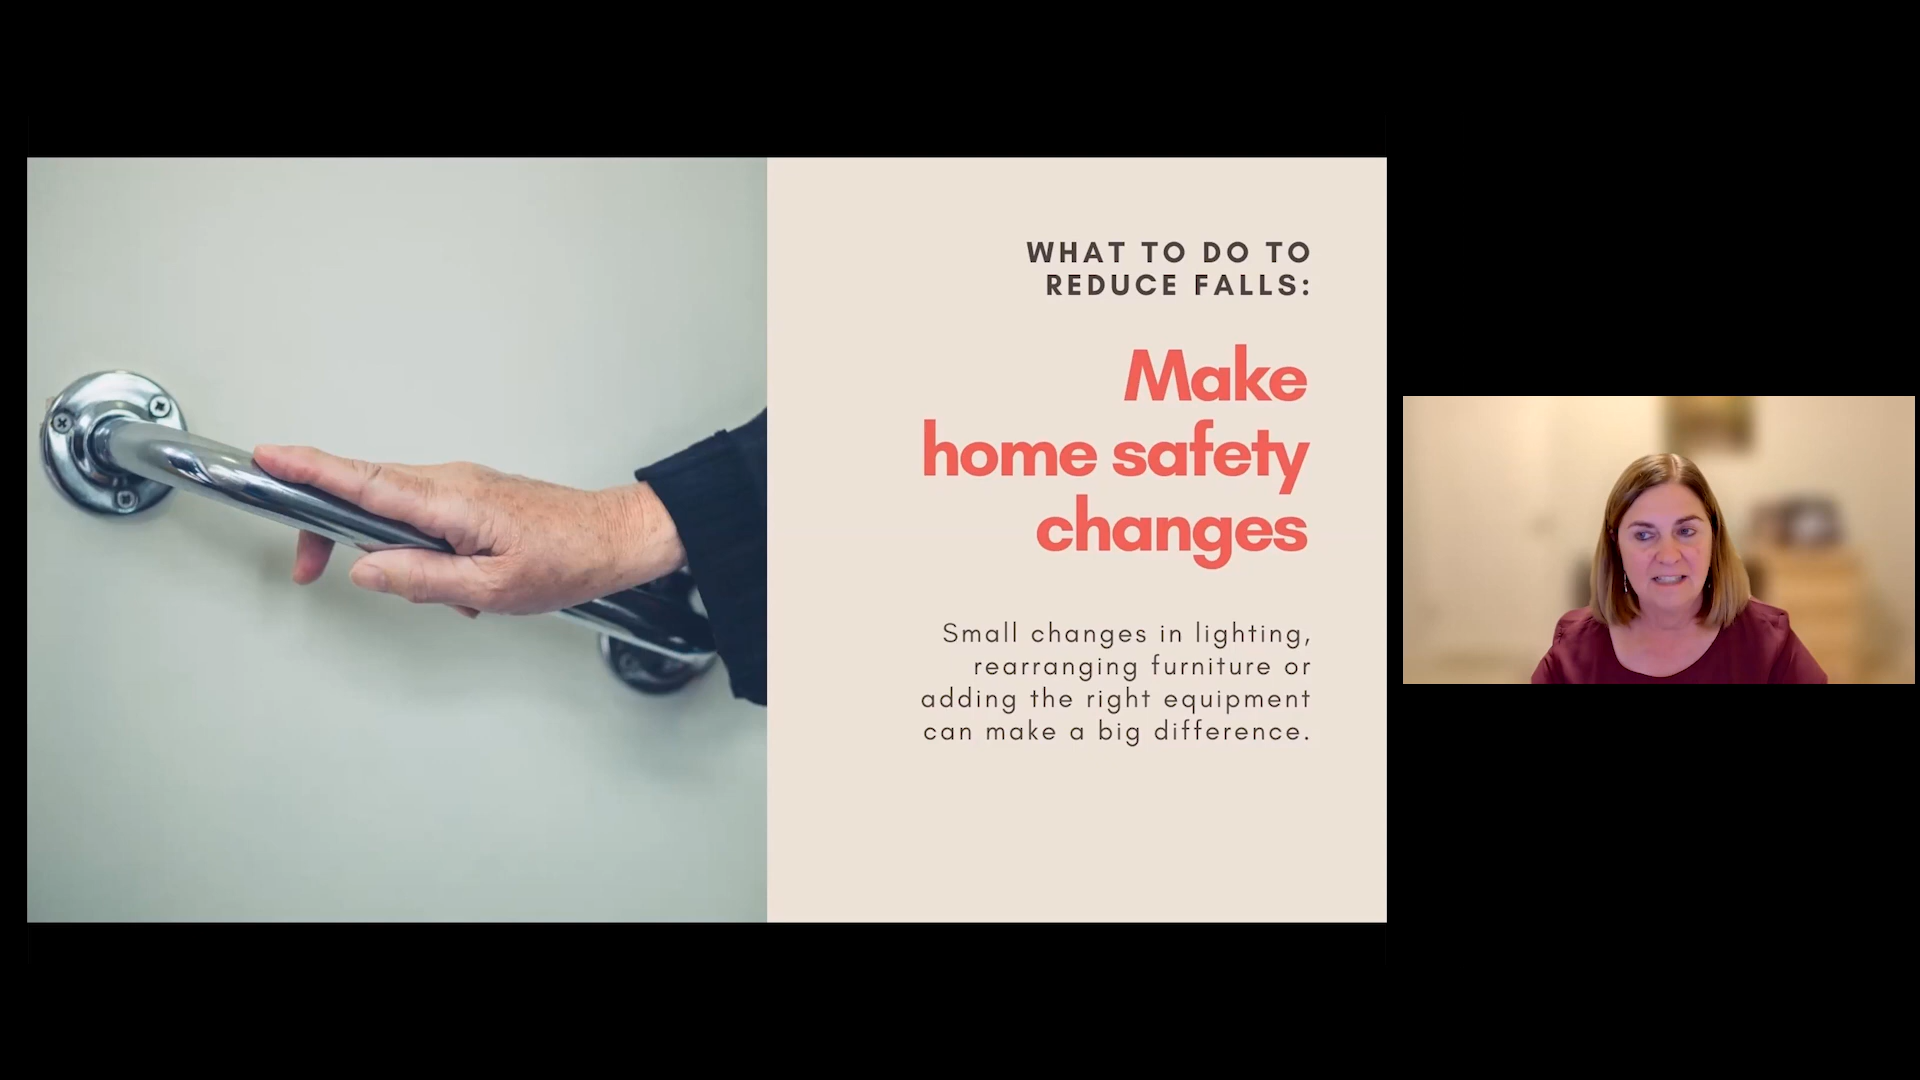 WHAT TO DO TO
REDUCE FALLS:
Make
home safety
changes
Small changes in lighting,
rearranging furniture or
adding the right equipment
can make a big difference.